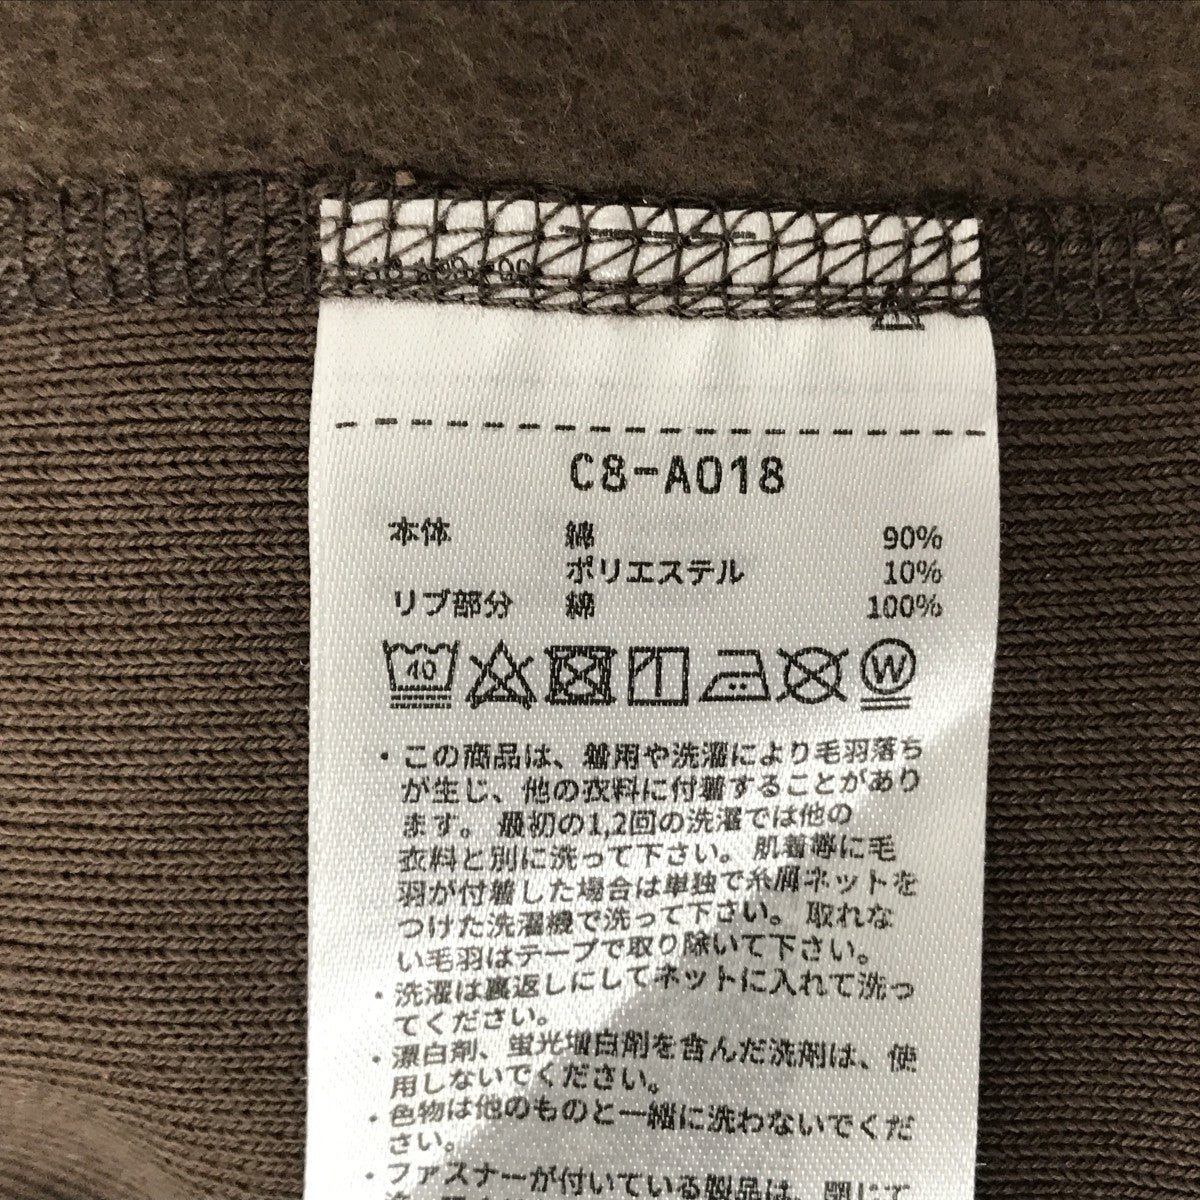 C8-A018
本体 綿 90%
ポリエステル 10%
リブ部分 綿 100%
40 W
・この商品は、着用や洗濯により毛羽落ち
が生じ、他の衣料に付着することがあり
ます。最初の1,2回の洗濯では他の
衣料と別に洗って下さい。肌着等に毛
羽が付着した場合は単独で糸屑ネットを
つけた洗濯機で洗って下さい。取れな
い毛羽はテープで取り除いて下さい。
・洗濯は裏返しにしてネットに入れて洗っ
てください。
・漂白剤、蛍光増白剤を含んだ洗剤は、使
用しないでください。
・色物は他のものと一緒に洗わないでくだ
さい。
・ファスナーが付いている製品は、閉じて